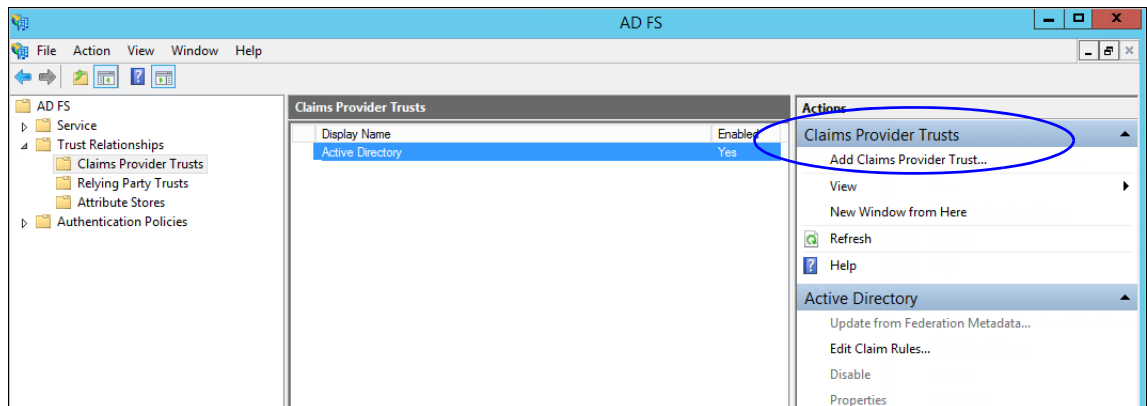 AD FS
File Action View Window Help
AD FS
Service
Trust Relationships
Claims Provider Trusts
Relying Party Trusts
Attribute Stores
Authentication Policies
Claims Provider Trusts
Display Name Enabled
Active Directory Yes
Actions
Claims Provider Trusts
Add Claims Provider Trust...
View
New Window from Here
Refresh
Help
Active Directory
Update from Federation Metadata...
Edit Claim Rules...
Disable
Properties